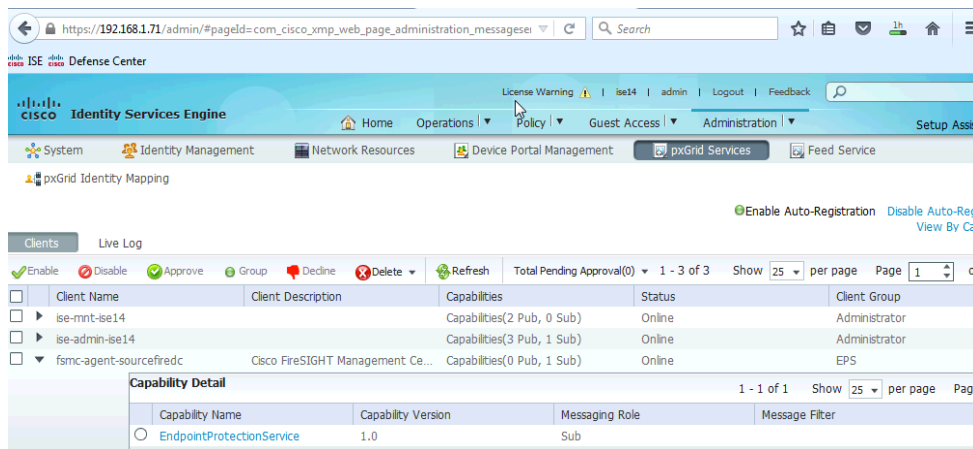 https://192.168.1.71/admin/#pageId=com_cisco_xmp_web_page_administration_messagesei Search 1h
cisco ISE cisco Defense Center
License Warning | ise14 | admin | Logout | Feedback
cisco Identity Services Engine
Home Operations Policy Guest Access Administration Setup Assis
System Identity Management Network Resources Device Portal Management pxGrid Services Feed Service
pxGrid Identity Mapping
Enable Auto-Registration Disable Auto-Reg
View By Ca
Clients Live Log
Enable Disable Approve Group Decline Delete Refresh Total Pending Approval(0) 1 - 3 of 3 Show 25 per page Page 1
Client Name Client Description Capabilities Status Client Group
ise-mnt-ise14 Capabilities(2 Pub, 0 Sub) Online Administrator
ise-admin-ise14 Capabilities(3 Pub, 1 Sub) Online Administrator
fsmc-agent-sourcefiredc Cisco FireSIGHT Management Ce... Capabilities(0 Pub, 1 Sub) Online EPS
Capability Detail 1 - 1 of 1 Show 25 per page Pag
Capability Name Capability Version Messaging Role Message Filter
EndpointProtectionService 1.0 Sub